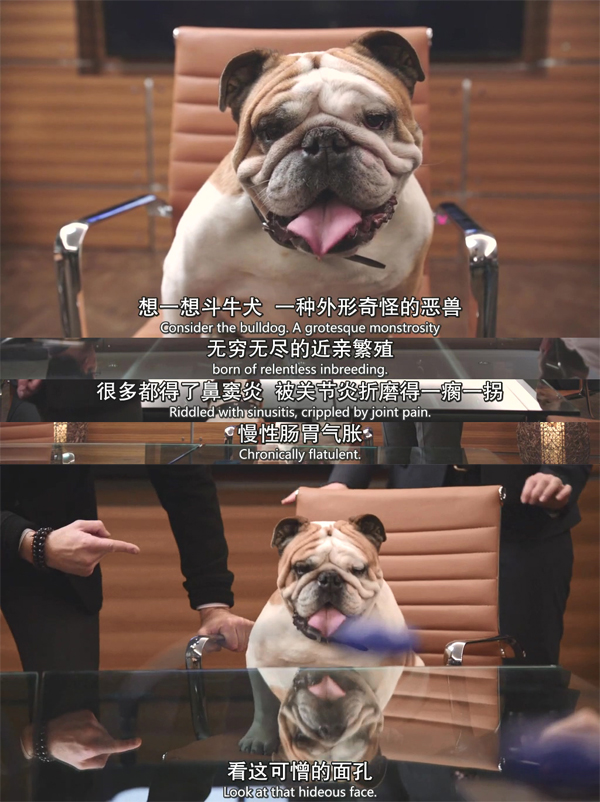 想一想斗牛犬 一种外形奇怪的恶兽
Consider the bulldog. A grotesque monstrosity
无穷无尽的近亲繁殖
born of relentless inbreeding.
很多都得了鼻窦炎 被关节炎折磨得一瘸一拐
Riddled with sinusitis, crippled by joint pain.
慢性肠胃气胀
Chronically flatulent.
看这可憎的面孔
Look at that hideous face.